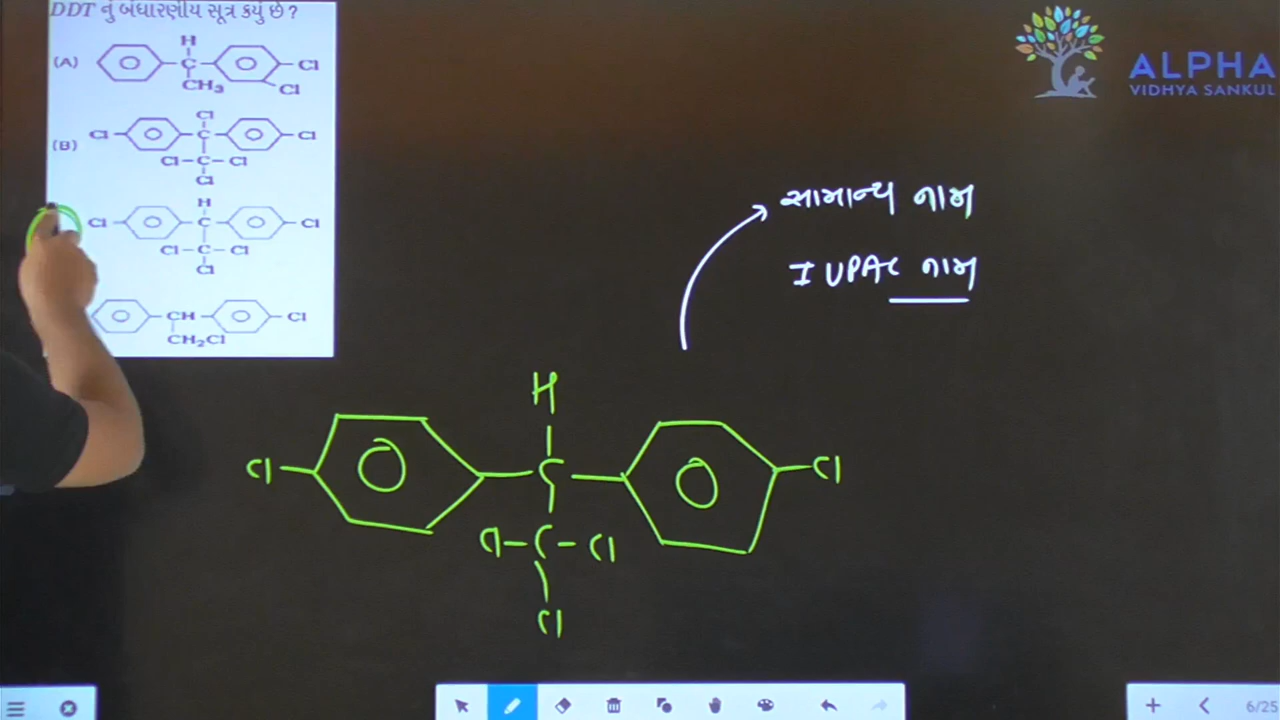 DDT નું બંધારણીય સૂત્ર કયું છે ?
(A)
H
C
Cl
CH3
Cl
(B)
Cl
Cl C Cl
Cl-C-Cl
Cl
H
Cl C Cl
Cl-C-Cl
Cl
CH Cl
CH2Cl
ALPHA
VIDHYA SANKUL
સામાન્ય નામ
IUPAC નામ
H
Cl C Cl
Cl-C-Cl
Cl
6/25